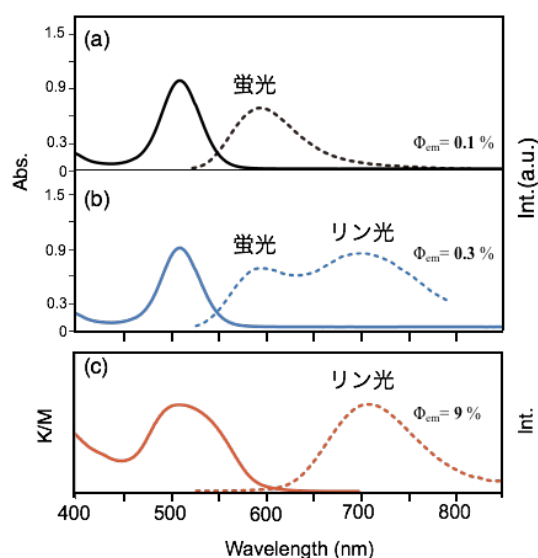 (a)
1.5
0.9
0.3
0
蛍光
Φem= 0.1 %
Abs.
Int.(a.u.)
(b)
1.5
0.9
0.3
0
蛍光
リン光
Φem= 0.3 %
(c)
リン光
Φem= 9 %
K/M
Int.
400 500 600 700 800
Wavelength (nm)